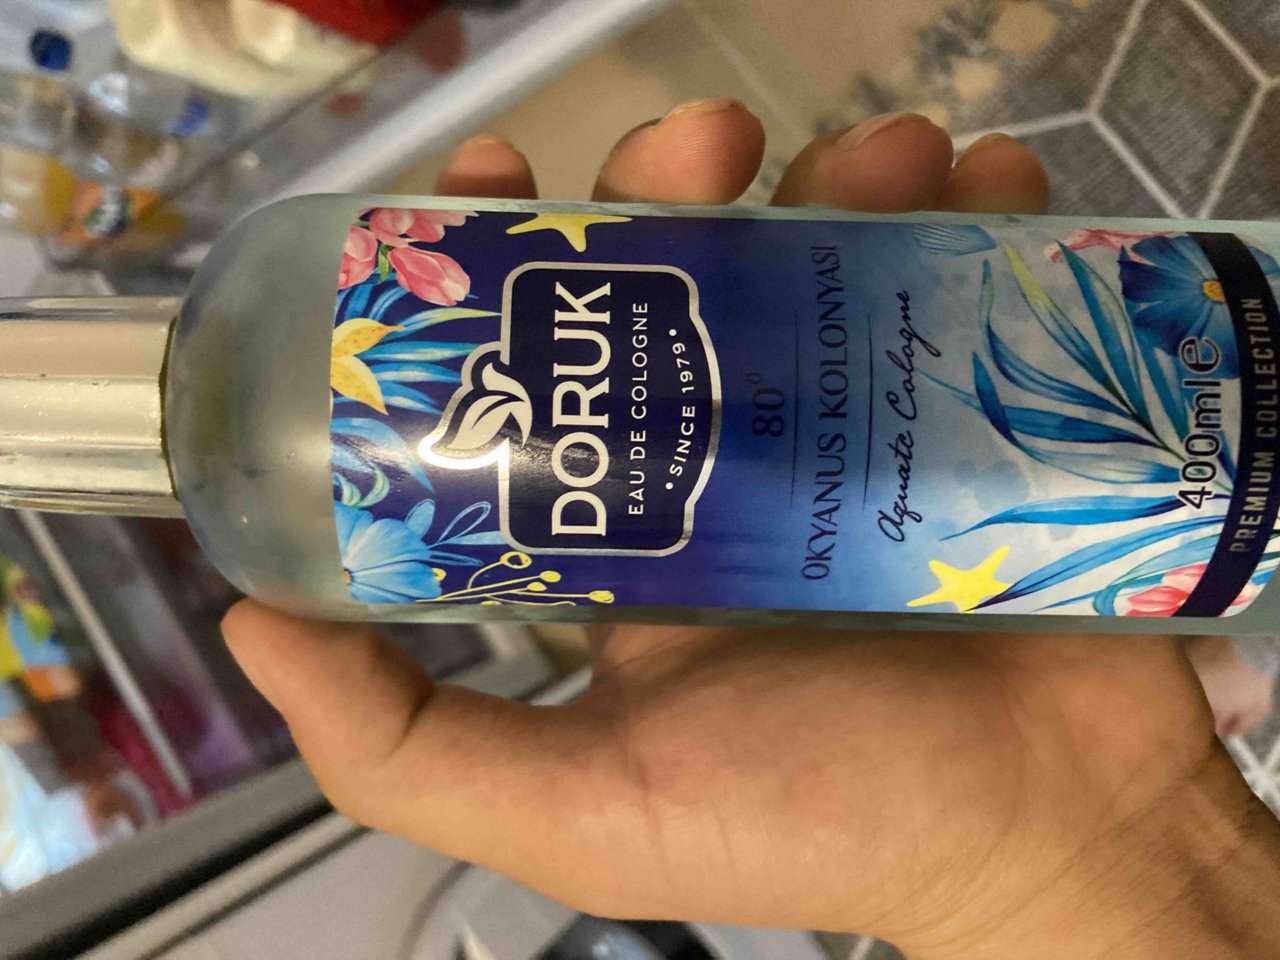 DORUK
EAU DE COLOGNE
• SINCE 1979 •
80°
OKYANUS KOLONYASI
Aquatic Cologne
400ml e
PREMIUM COLLECTION